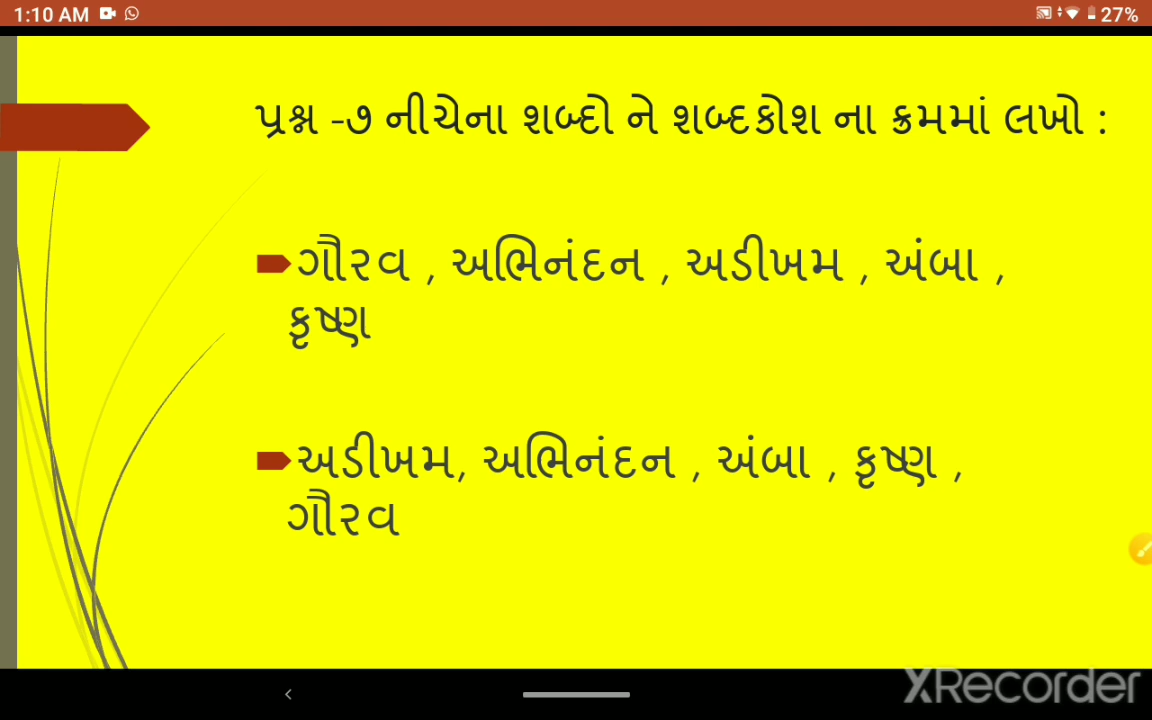 1:10 AM 27%
પ્રશ્ન -૭ નીચેના શબ્દો ને શબ્દકોશ ના ક્રમમાં લખો :
ગૌરવ , અભિનંદન , અડીખમ , અંબા ,
કૃષ્ણ
અડીખમ, અભિનંદન , અંબા , કૃષ્ણ ,
ગૌરવ
XRecorder